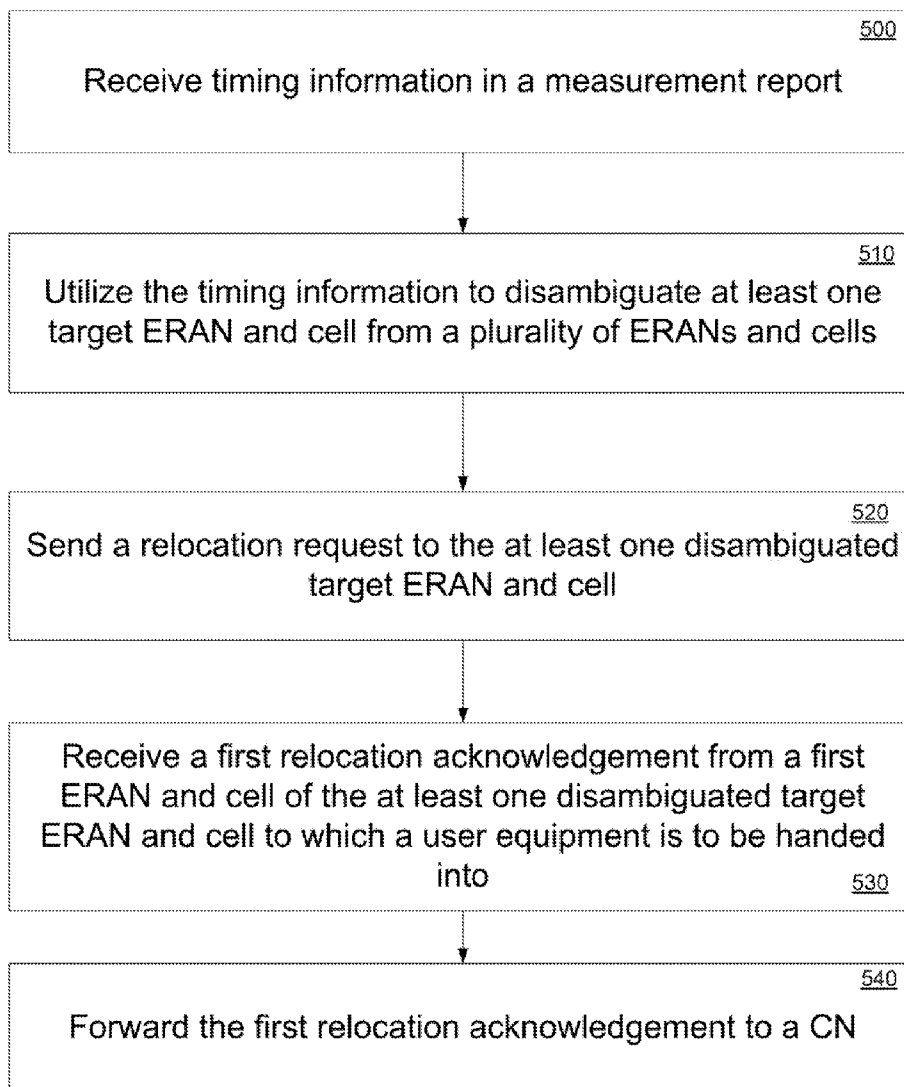 500
Receive timing information in a measurement report
510
Utilize the timing information to disambiguate at least one
target ERAN and cell from a plurality of ERANs and cells
520
Send a relocation request to the at least one disambiguated
target ERAN and cell
Receive a first relocation acknowledgement from a first
ERAN and cell of the at least one disambiguated target
ERAN and cell to which a user equipment is to be handed
into
530
540
Forward the first relocation acknowledgement to a CN